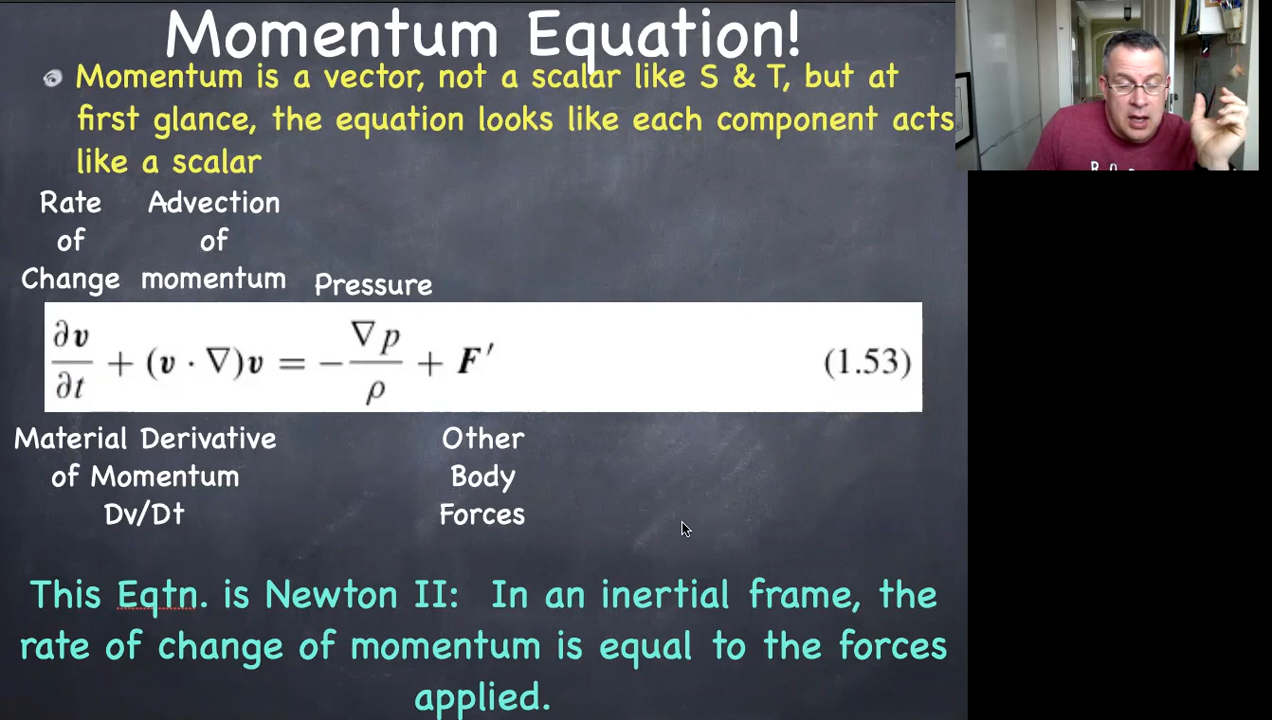 Momentum Equation!
Momentum is a vector, not a scalar like S & T, but at
first glance, the equation looks like each component acts
like a scalar
Rate Advection
of of
Change momentum Pressure
∂v/∂t + (v · ∇)v = −∇p/ρ + F′ (1.53)
Material Derivative Other
of Momentum Body
Dv/Dt Forces
This Eqtn. is Newton II: In an inertial frame, the
rate of change of momentum is equal to the forces
applied.